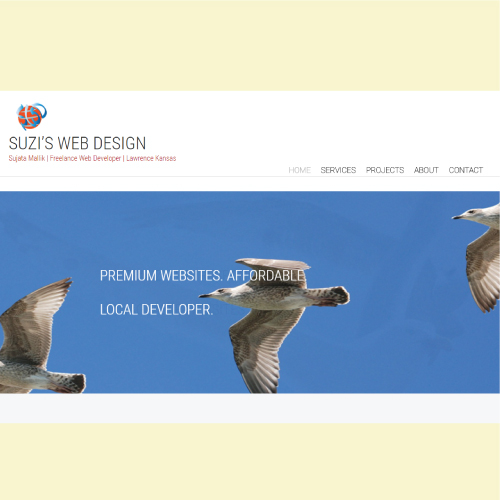 SUZI'S WEB DESIGN
Sujata Mallik | Freelance Web Developer | Lawrence Kansas
HOME SERVICES PROJECTS ABOUT CONTACT
PREMIUM WEBSITES. AFFORDABLE
LOCAL DEVELOPER.